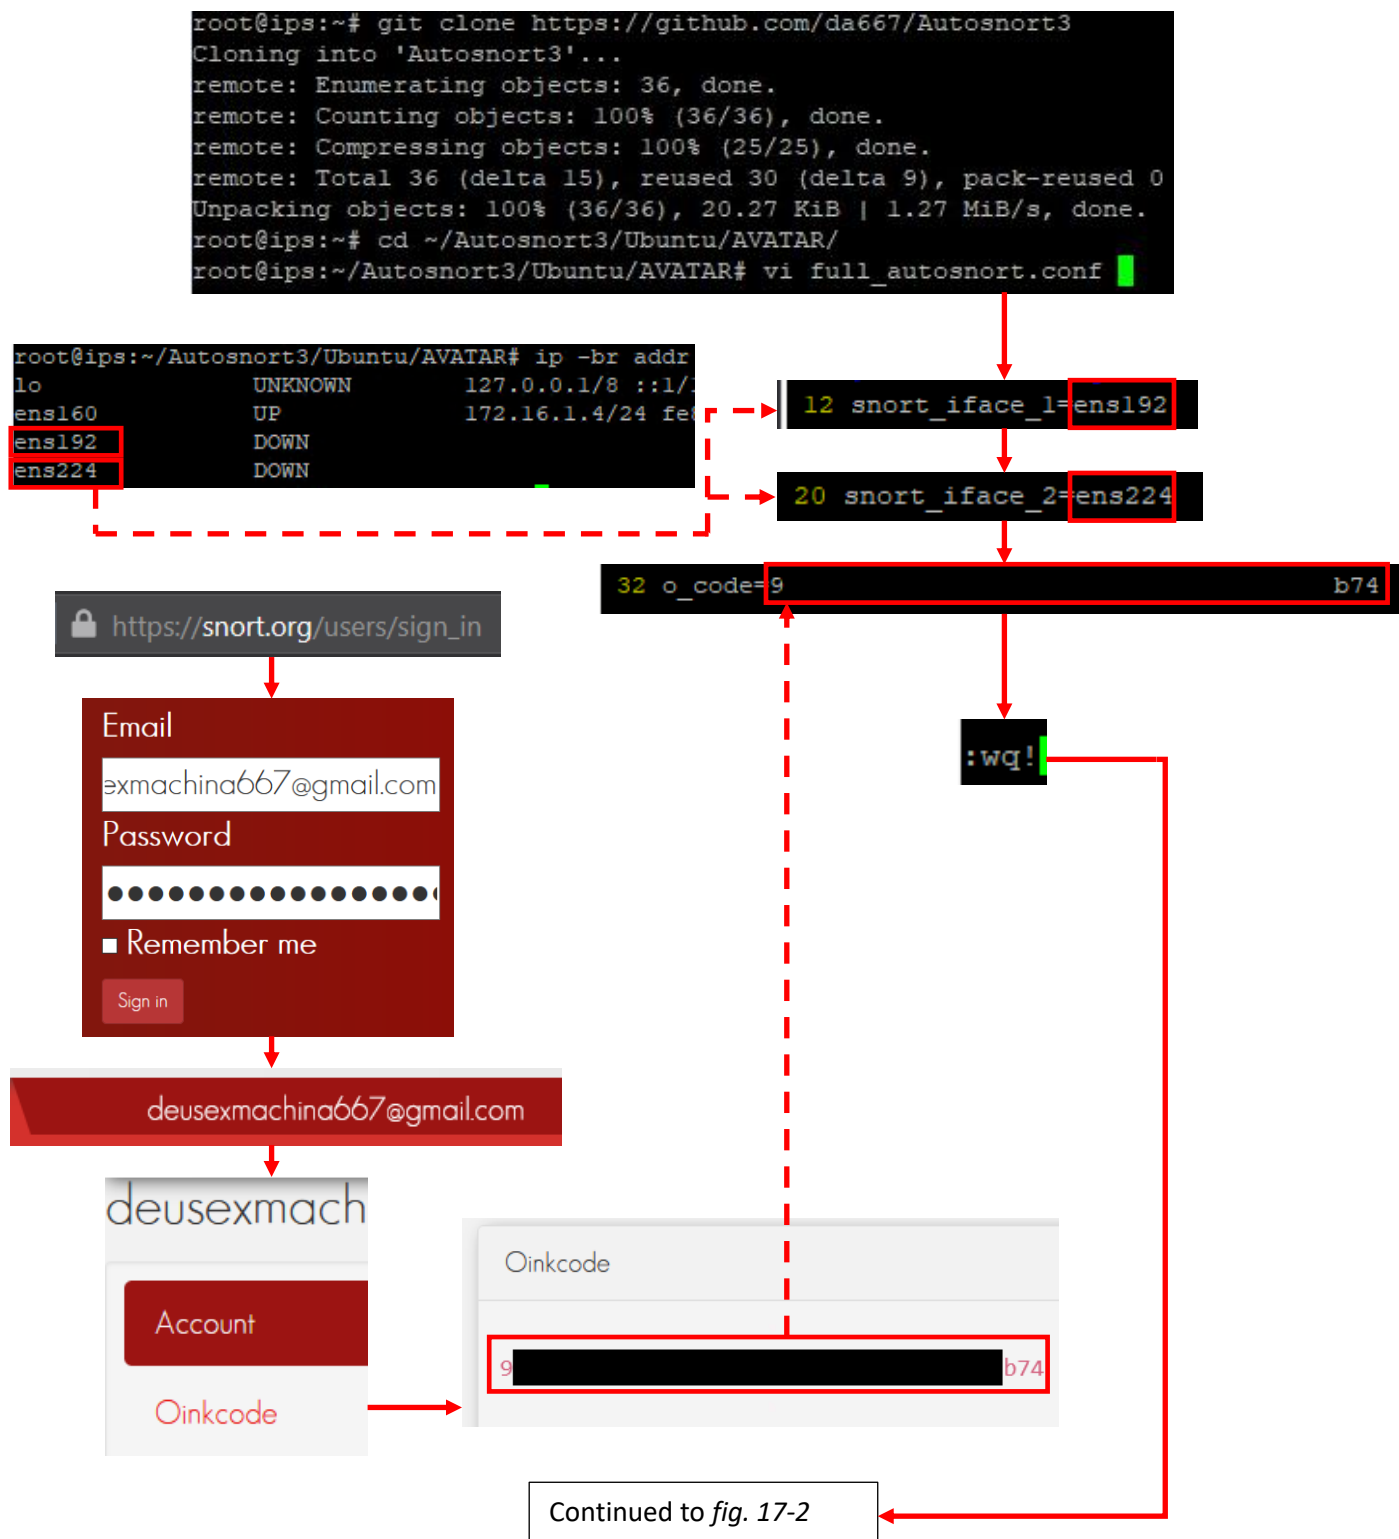 root@ips:~# git clone https://github.com/da667/Autosnort3
Cloning into 'Autosnort3'...
remote: Enumerating objects: 36, done.
remote: Counting objects: 100% (36/36), done.
remote: Compressing objects: 100% (25/25), done.
remote: Total 36 (delta 15), reused 30 (delta 9), pack-reused 0
Unpacking objects: 100% (36/36), 20.27 KiB | 1.27 MiB/s, done.
root@ips:~# cd ~/Autosnort3/Ubuntu/AVATAR/
root@ips:~/Autosnort3/Ubuntu/AVATAR# vi full_autosnort.conf
root@ips:~/Autosnort3/Ubuntu/AVATAR# ip -br addr
lo UNKNOWN 127.0.0.1/8 ::1/
ens160 UP 172.16.1.4/24 fe8
ens192 DOWN
ens224 DOWN
12 snort_iface_1=ens192
20 snort_iface_2=ens224
32 o_code=9 b74
:wq!
https://snort.org/users/sign_in
Email
exmachina667@gmail.com
Password
Remember me
Sign in
deusexmachina667@gmail.com
deusexmach
Account
Oinkcode
Oinkcode
9 b74
Continued to fig. 17-2